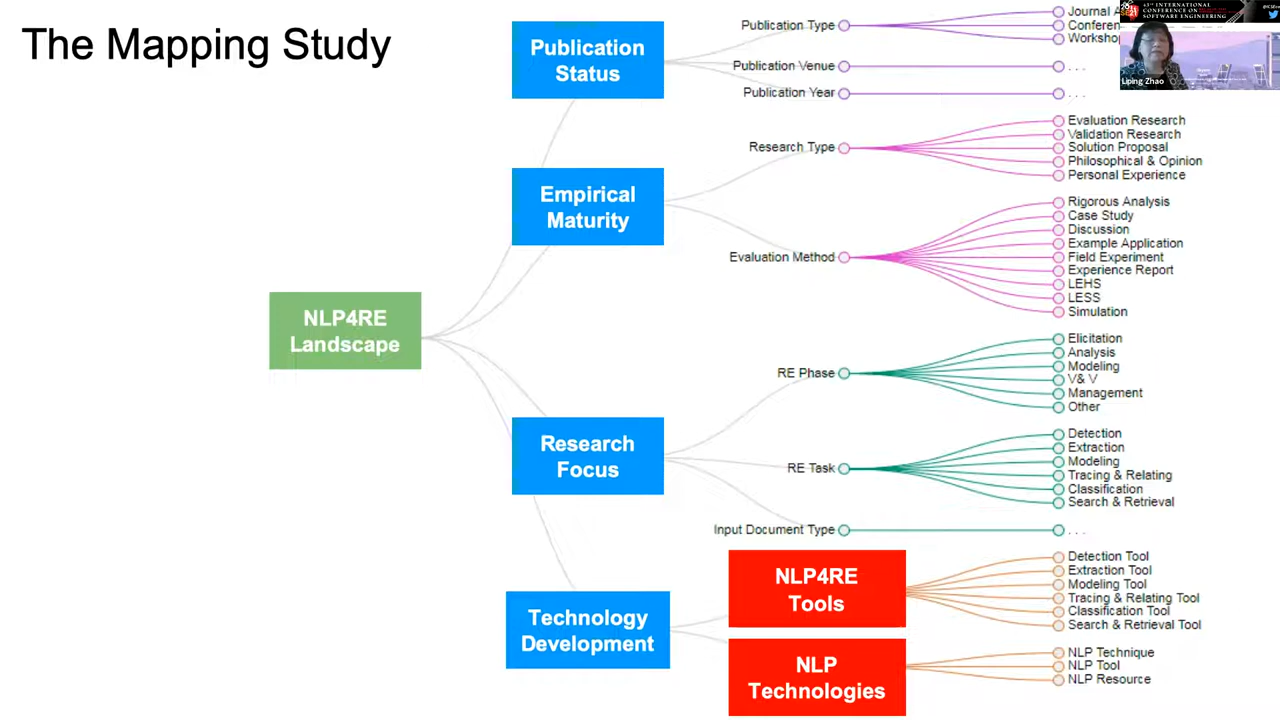 The Mapping Study
43rd INTERNATIONAL
CONFERENCE ON
SOFTWARE ENGINEERING
Liping Zhao
NLP4RE
Landscape
Publication
Status
Publication Type
Journal A
Conferen
Workshop
Publication Venue
. . .
Publication Year
. . .
Empirical
Maturity
Research Type
Evaluation Research
Validation Research
Solution Proposal
Philosophical & Opinion
Personal Experience
Evaluation Method
Rigorous Analysis
Case Study
Discussion
Example Application
Field Experiment
Experience Report
LEHS
LESS
Simulation
Research
Focus
RE Phase
Elicitation
Analysis
Modeling
V& V
Management
Other
RE Task
Detection
Extraction
Modeling
Tracing & Relating
Classification
Search & Retrieval
Input Document Type
. . .
Technology
Development
NLP4RE
Tools
Detection Tool
Extraction Tool
Modeling Tool
Tracing & Relating Tool
Classification Tool
Search & Retrieval Tool
NLP
Technologies
NLP Technique
NLP Tool
NLP Resource